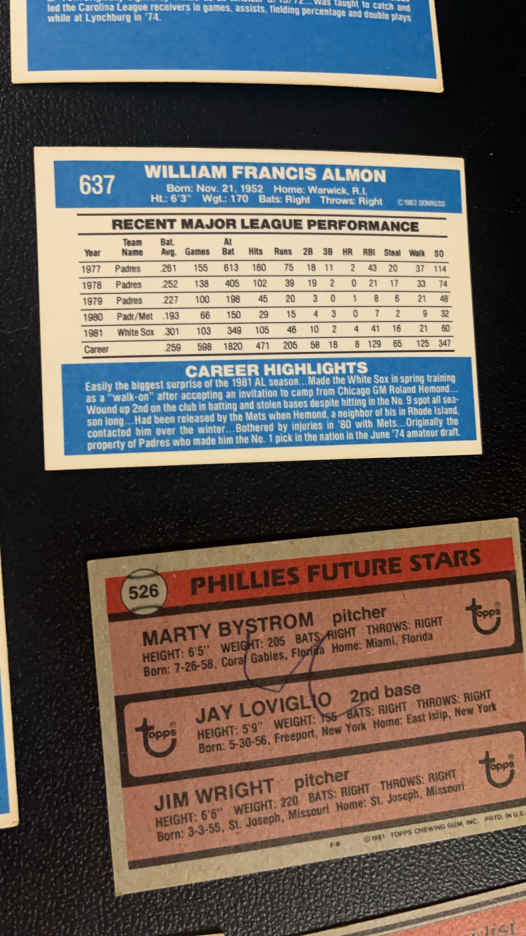 led the Carolina League receivers in games, assists, fielding percentage and double plays
while at Lynchburg in '74.
637
WILLIAM FRANCIS ALMON
Born: Nov. 21, 1952 Home: Warwick, R.I,
Ht.: 6'3" Wgt.: 170 Bats: Right Throws: Right
©1982 DONRUSS
RECENT MAJOR LEAGUE PERFORMANCE
Year Team Name Bat. Avg. Games At Bat Hits Runs 2B 3B HR RBI Steal Walk SO
1977 Padres .261 155 613 160 75 18 11 2 43 20 37 114
1978 Padres .252 138 405 102 39 19 2 0 21 17 33 74
1979 Padres .227 100 198 45 20 3 0 1 8 6 21 48
1980 Padr/Met .193 66 150 29 15 4 3 0 7 2 9 32
1981 White Sox .301 103 349 105 46 10 2 4 41 16 21 60
Career .259 598 1820 471 205 58 18 8 129 65 125 347
CAREER HIGHLIGHTS
Easily the biggest surprise of the 1981 AL season...Made the White Sox in spring training
as a "walk-on" after accepting an invitation to camp from Chicago GM Roland Hemond...
Wound up 2nd on the club in batting and stolen bases despite hitting in the No. 9 spot all sea-
son long...Had been released by the Mets when Hemond, a neighbor of his in Rhode Island,
contacted him over the winter...Bothered by injuries in '80 with Mets...Originally the
property of Padres who made him the No. 1 pick in the nation in the June '74 amateur draft.
526
PHILLIES FUTURE STARS
MARTY BYSTROM pitcher
HEIGHT: 6'5" WEIGHT: 205 BATS: RIGHT THROWS: RIGHT
Born: 7-26-58, Coral Gables, Florida Home: Miami, Florida
topps
JAY LOVIGLIO 2nd base
HEIGHT: 5'9" WEIGHT: 155 BATS: RIGHT THROWS: RIGHT
Born: 5-30-56, Freeport, New York Home: East Islip, New York
topps
JIM WRIGHT pitcher
HEIGHT: 6'6" WEIGHT: 220 BATS: RIGHT THROWS: RIGHT
Born: 3-3-55, St. Joseph, Missouri Home: St. Joseph, Missouri
topps
©1981 TOPPS CHEWING GUM, INC. PRTD. IN U.S.